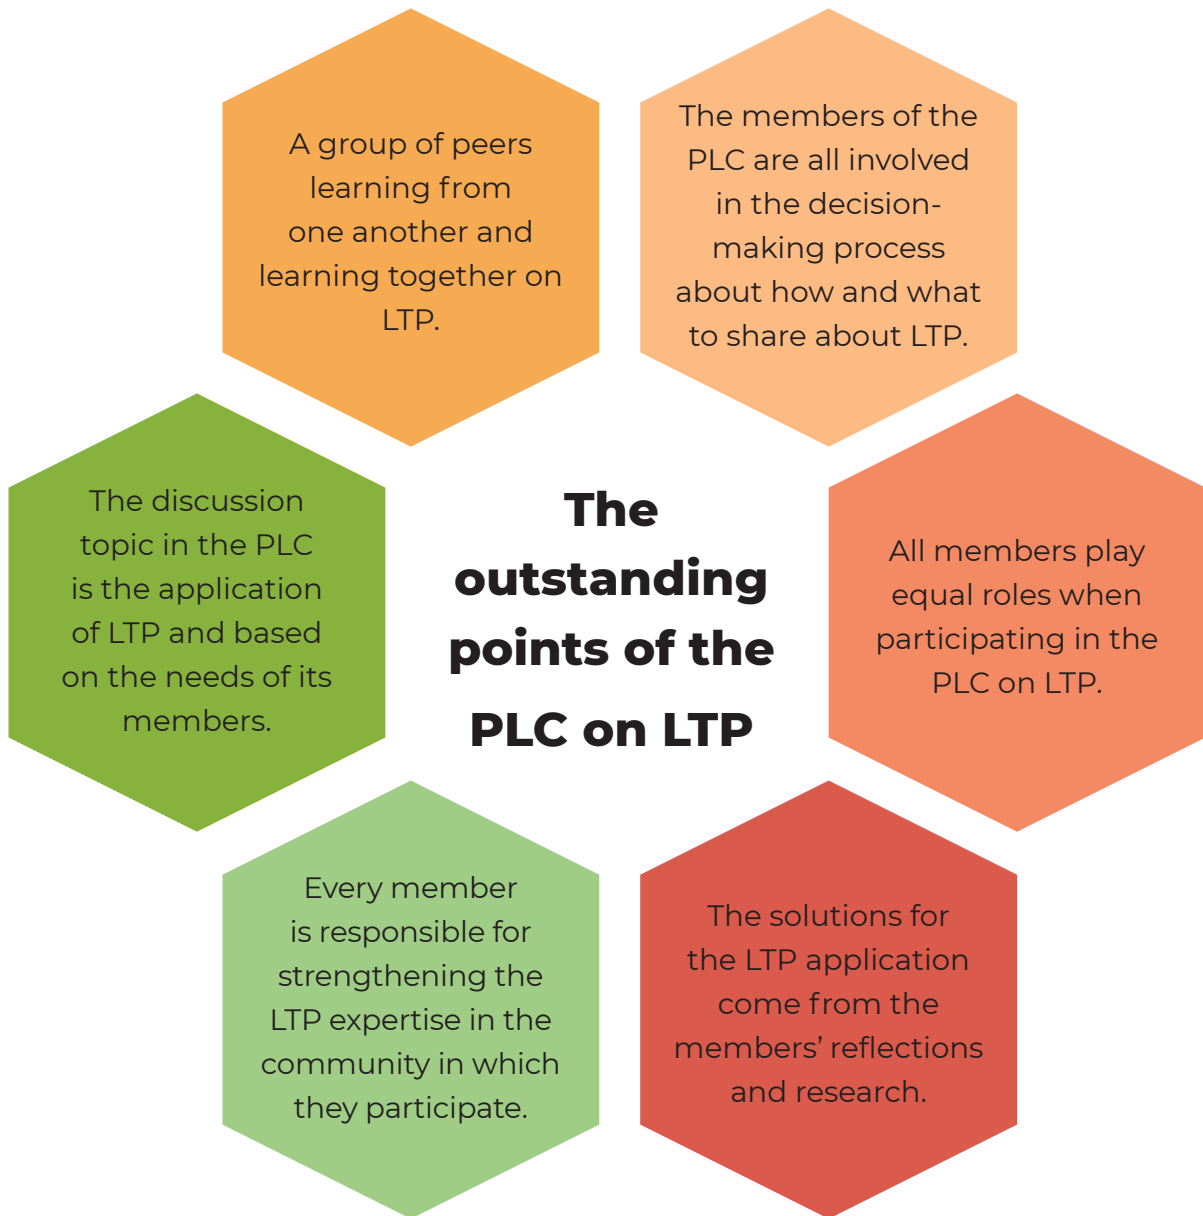 A group of peers
learning from
one another and
learning together on
LTP.
The members of the
PLC are all involved
in the decision-
making process
about how and what
to share about LTP.
The discussion
topic in the PLC
is the application
of LTP and based
on the needs of its
members.
The
outstanding
points of the
PLC on LTP
All members play
equal roles when
participating in the
PLC on LTP.
Every member
is responsible for
strengthening the
LTP expertise in the
community in which
they participate.
The solutions for
the LTP application
come from the
members’ reflections
and research.